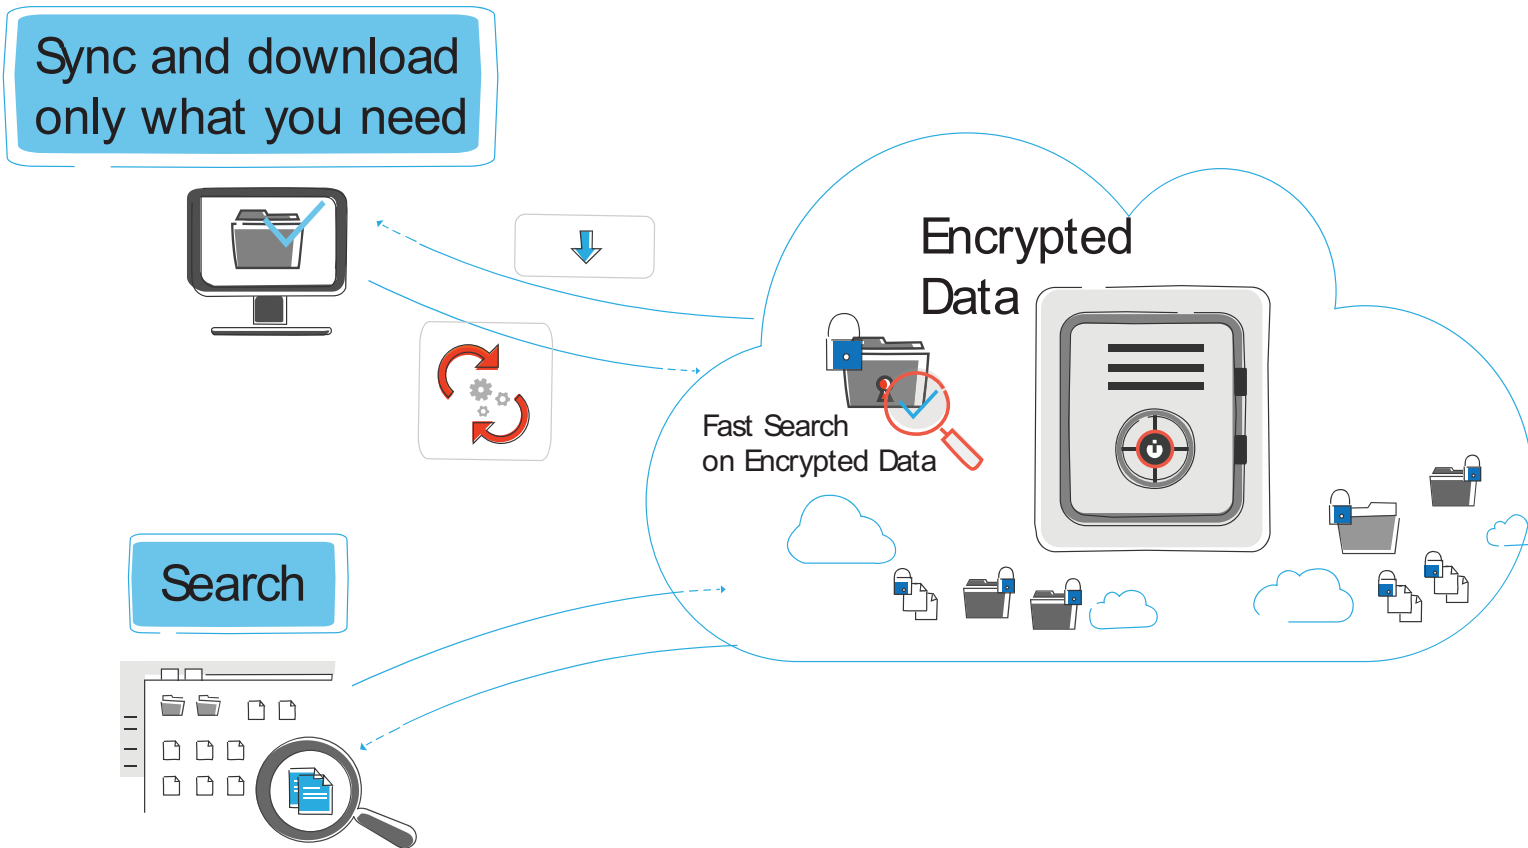 Sync and download
only what you need
Encrypted
Data
Fast Search
on Encrypted Data
Search